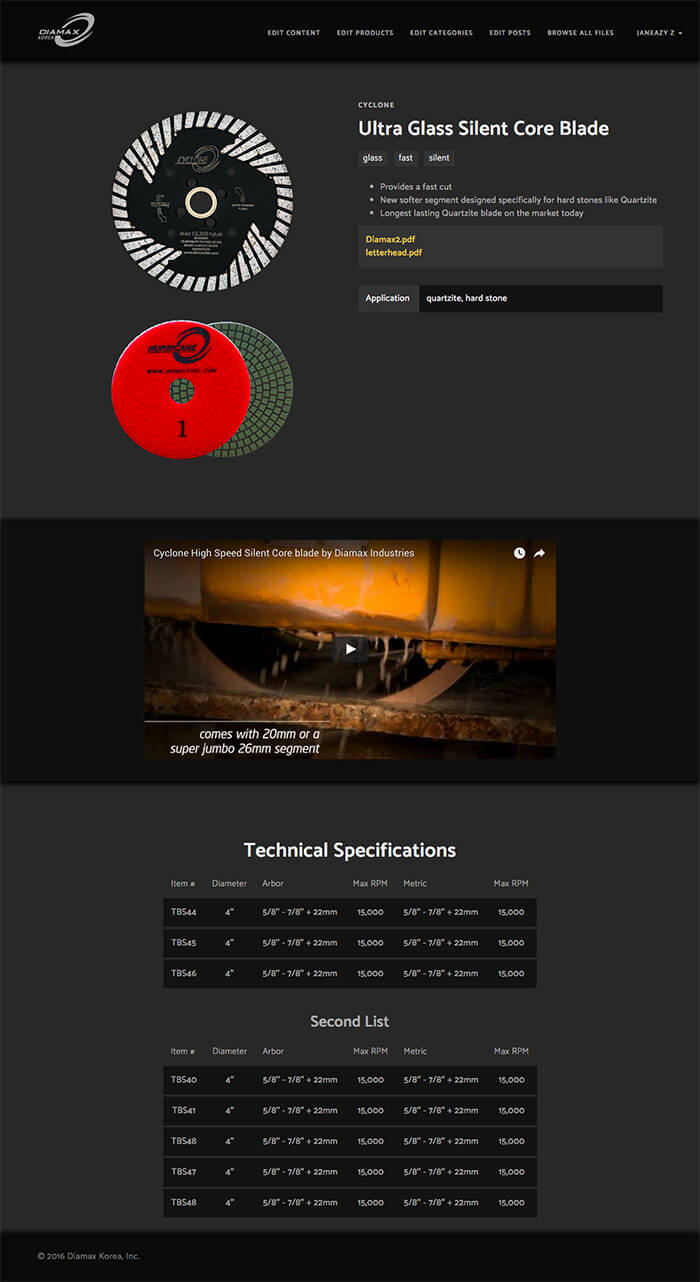 DIAMAX
KOREA
EDIT CONTENT EDIT PRODUCTS EDIT CATEGORIES EDIT POSTS BROWSE ALL FILES JANEAZY Z
CYCLONE
Ultra Glass Silent Core Blade
glass fast silent
Provides a fast cut
New softer segment designed specifically for hard stones like Quartzite
Longest lasting Quartzite blade on the market today
Diamax2.pdf
letterhead.pdf
Application quartzite, hard stone
CYCLONE
HURRICANE
1
Cyclone High Speed Silent Core blade by Diamax Industries
comes with 20mm or a
super jumbo 26mm segment
Technical Specifications
Item # Diameter Arbor Max RPM Metric Max RPM
TBS44 4" 5/8" - 7/8" + 22mm 15,000 5/8" - 7/8" + 22mm 15,000
TBS45 4" 5/8" - 7/8" + 22mm 15,000 5/8" - 7/8" + 22mm 15,000
TBS46 4" 5/8" - 7/8" + 22mm 15,000 5/8" - 7/8" + 22mm 15,000
Second List
Item # Diameter Arbor Max RPM Metric Max RPM
TBS40 4" 5/8" - 7/8" + 22mm 15,000 5/8" - 7/8" + 22mm 15,000
TBS41 4" 5/8" - 7/8" + 22mm 15,000 5/8" - 7/8" + 22mm 15,000
TBS48 4" 5/8" - 7/8" + 22mm 15,000 5/8" - 7/8" + 22mm 15,000
TBS47 4" 5/8" - 7/8" + 22mm 15,000 5/8" - 7/8" + 22mm 15,000
TBS48 4" 5/8" - 7/8" + 22mm 15,000 5/8" - 7/8" + 22mm 15,000
© 2016 Diamax Korea, Inc.